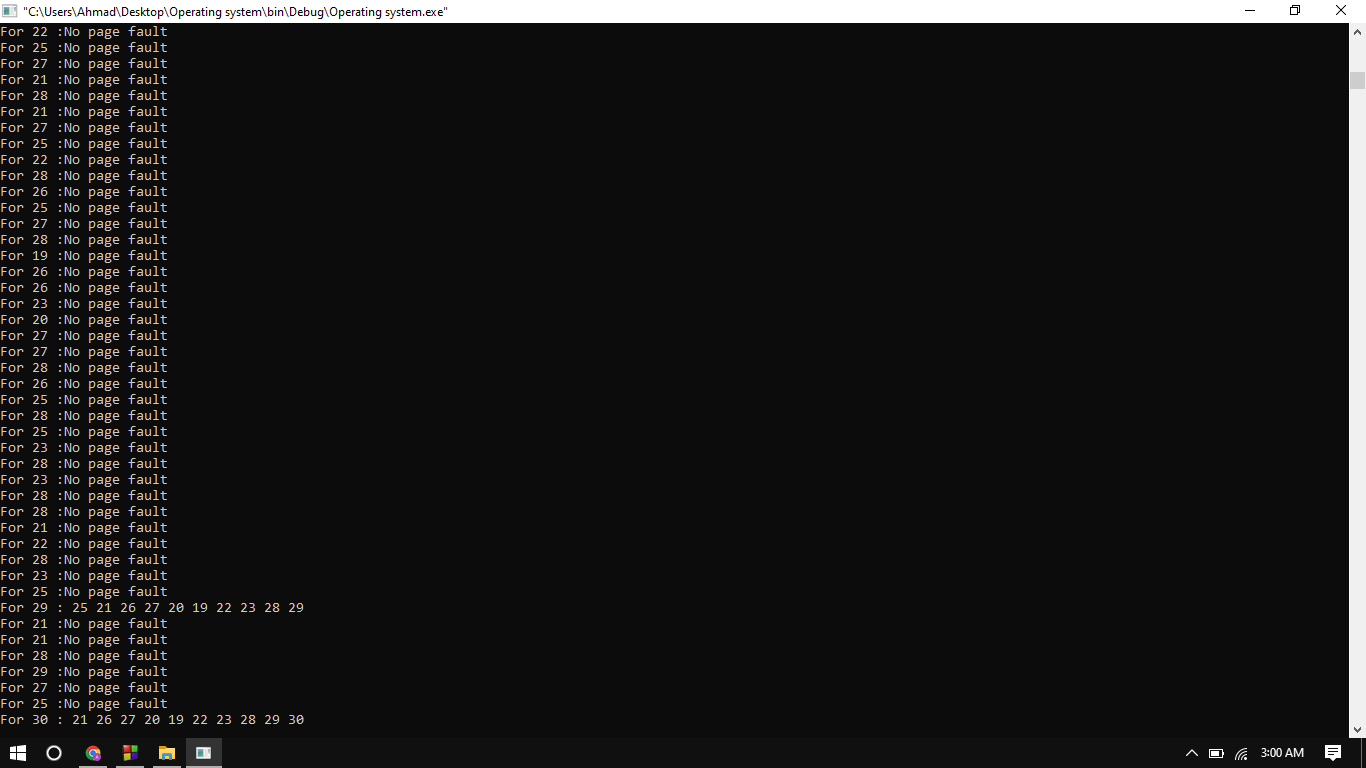 "C:\Users\Ahmad\Desktop\Operating system\bin\Debug\Operating system.exe"
For 22 :No page fault
For 25 :No page fault
For 27 :No page fault
For 21 :No page fault
For 28 :No page fault
For 21 :No page fault
For 27 :No page fault
For 25 :No page fault
For 22 :No page fault
For 28 :No page fault
For 26 :No page fault
For 25 :No page fault
For 27 :No page fault
For 28 :No page fault
For 19 :No page fault
For 26 :No page fault
For 26 :No page fault
For 23 :No page fault
For 20 :No page fault
For 27 :No page fault
For 27 :No page fault
For 28 :No page fault
For 26 :No page fault
For 25 :No page fault
For 28 :No page fault
For 25 :No page fault
For 23 :No page fault
For 28 :No page fault
For 23 :No page fault
For 28 :No page fault
For 28 :No page fault
For 21 :No page fault
For 22 :No page fault
For 28 :No page fault
For 23 :No page fault
For 25 :No page fault
For 29 : 25 21 26 27 20 19 22 23 28 29
For 21 :No page fault
For 21 :No page fault
For 28 :No page fault
For 29 :No page fault
For 27 :No page fault
For 25 :No page fault
For 30 : 21 26 27 20 19 22 23 28 29 30
3:00 AM